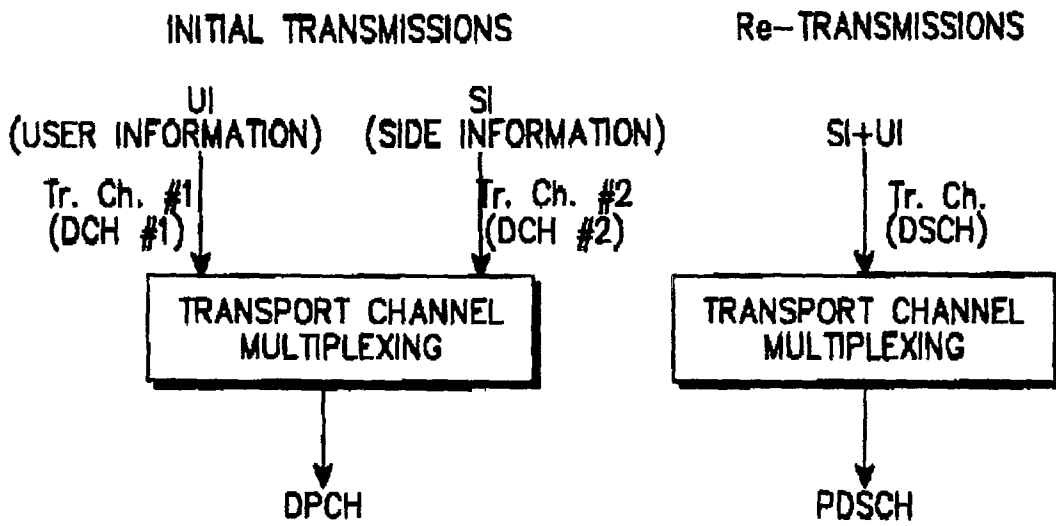 INITIAL TRANSMISSIONS
Re-TRANSMISSIONS
UI
(USER INFORMATION)
SI
(SIDE INFORMATION)
SI+UI
Tr. Ch. #1
(DCH #1)
Tr. Ch. #2
(DCH #2)
Tr. Ch.
(DSCH)
TRANSPORT CHANNEL
MULTIPLEXING
TRANSPORT CHANNEL
MULTIPLEXING
DPCH
PDSCH